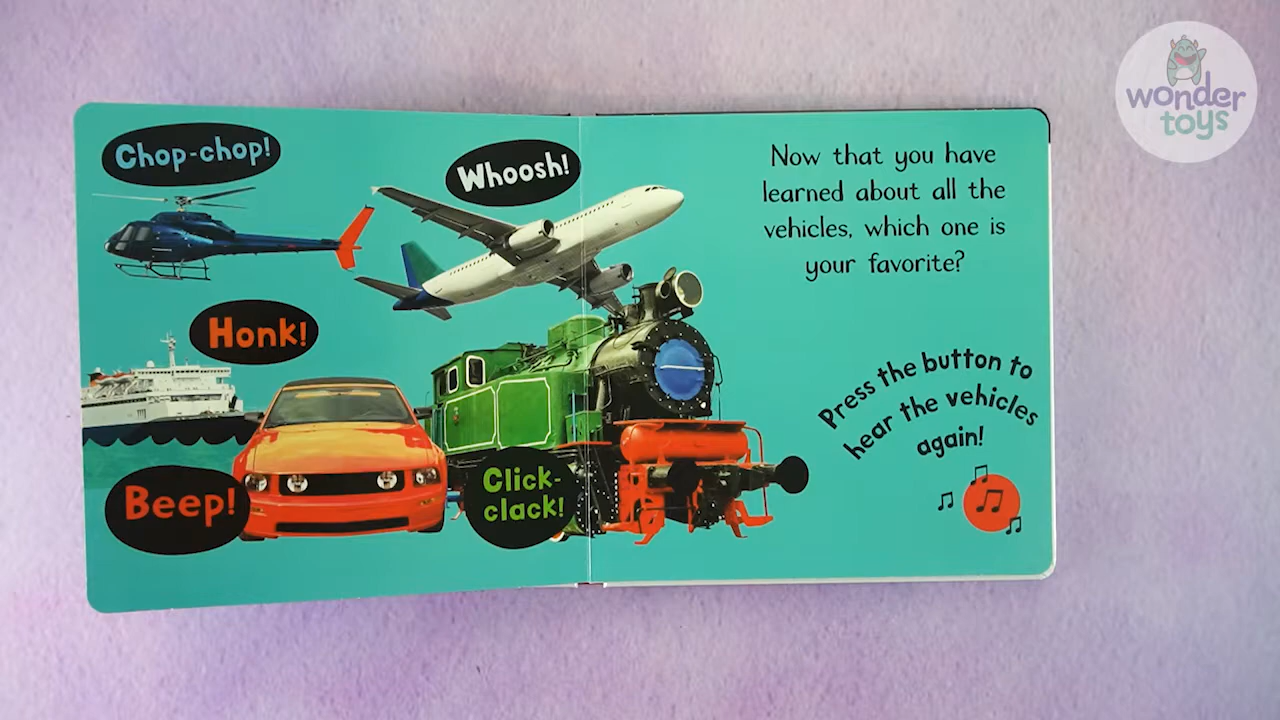 Chop-chop!
Whoosh!
Honk!
Beep!
Click-
clack!
Now that you have
learned about all the
vehicles, which one is
your favorite?
Press the button to
hear the vehicles
again!
wonder
toys